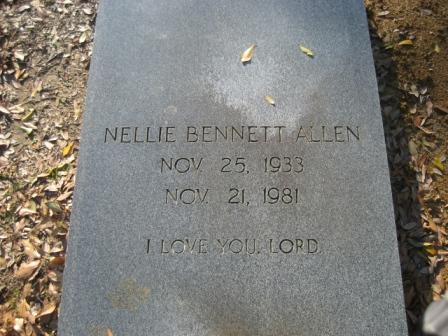 NELLIE BENNETT ALLEN
NOV. 25, 1933
NOV. 21, 1981
I LOVE YOU, LORD.